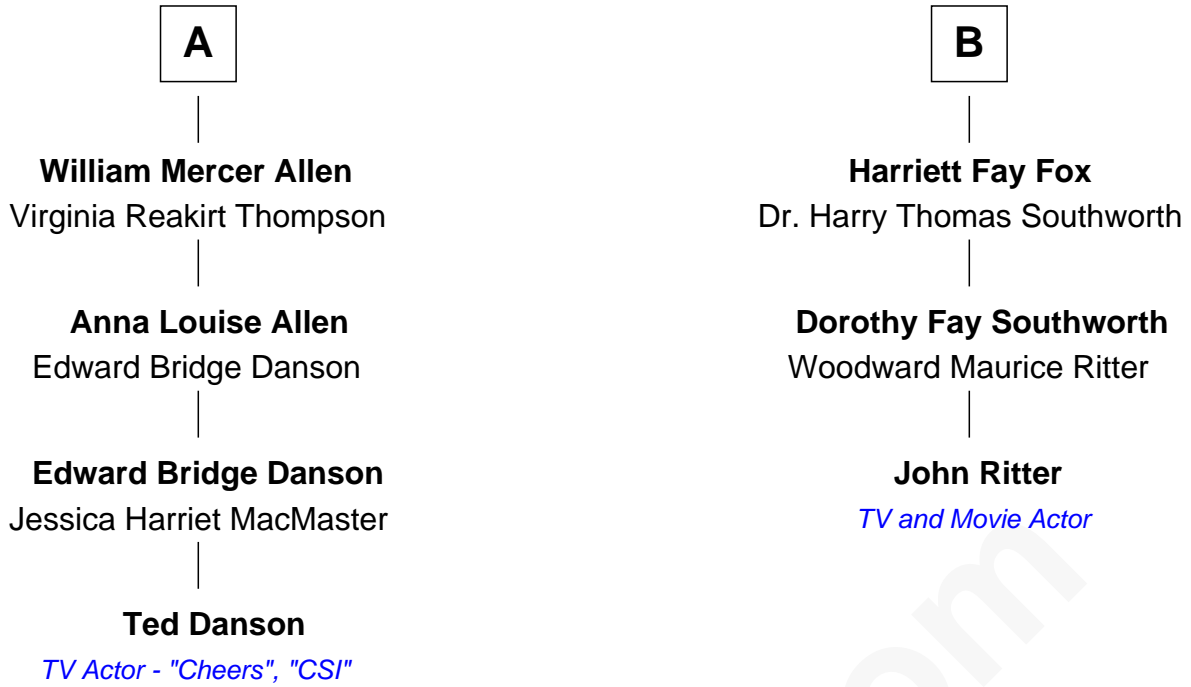 A
B
William Mercer Allen
Virginia Reakirt Thompson
Harriett Fay Fox
Dr. Harry Thomas Southworth
Anna Louise Allen
Edward Bridge Danson
Dorothy Fay Southworth
Woodward Maurice Ritter
Edward Bridge Danson
Jessica Harriet MacMaster
John Ritter
TV and Movie Actor
Ted Danson
TV Actor - "Cheers", "CSI"
om